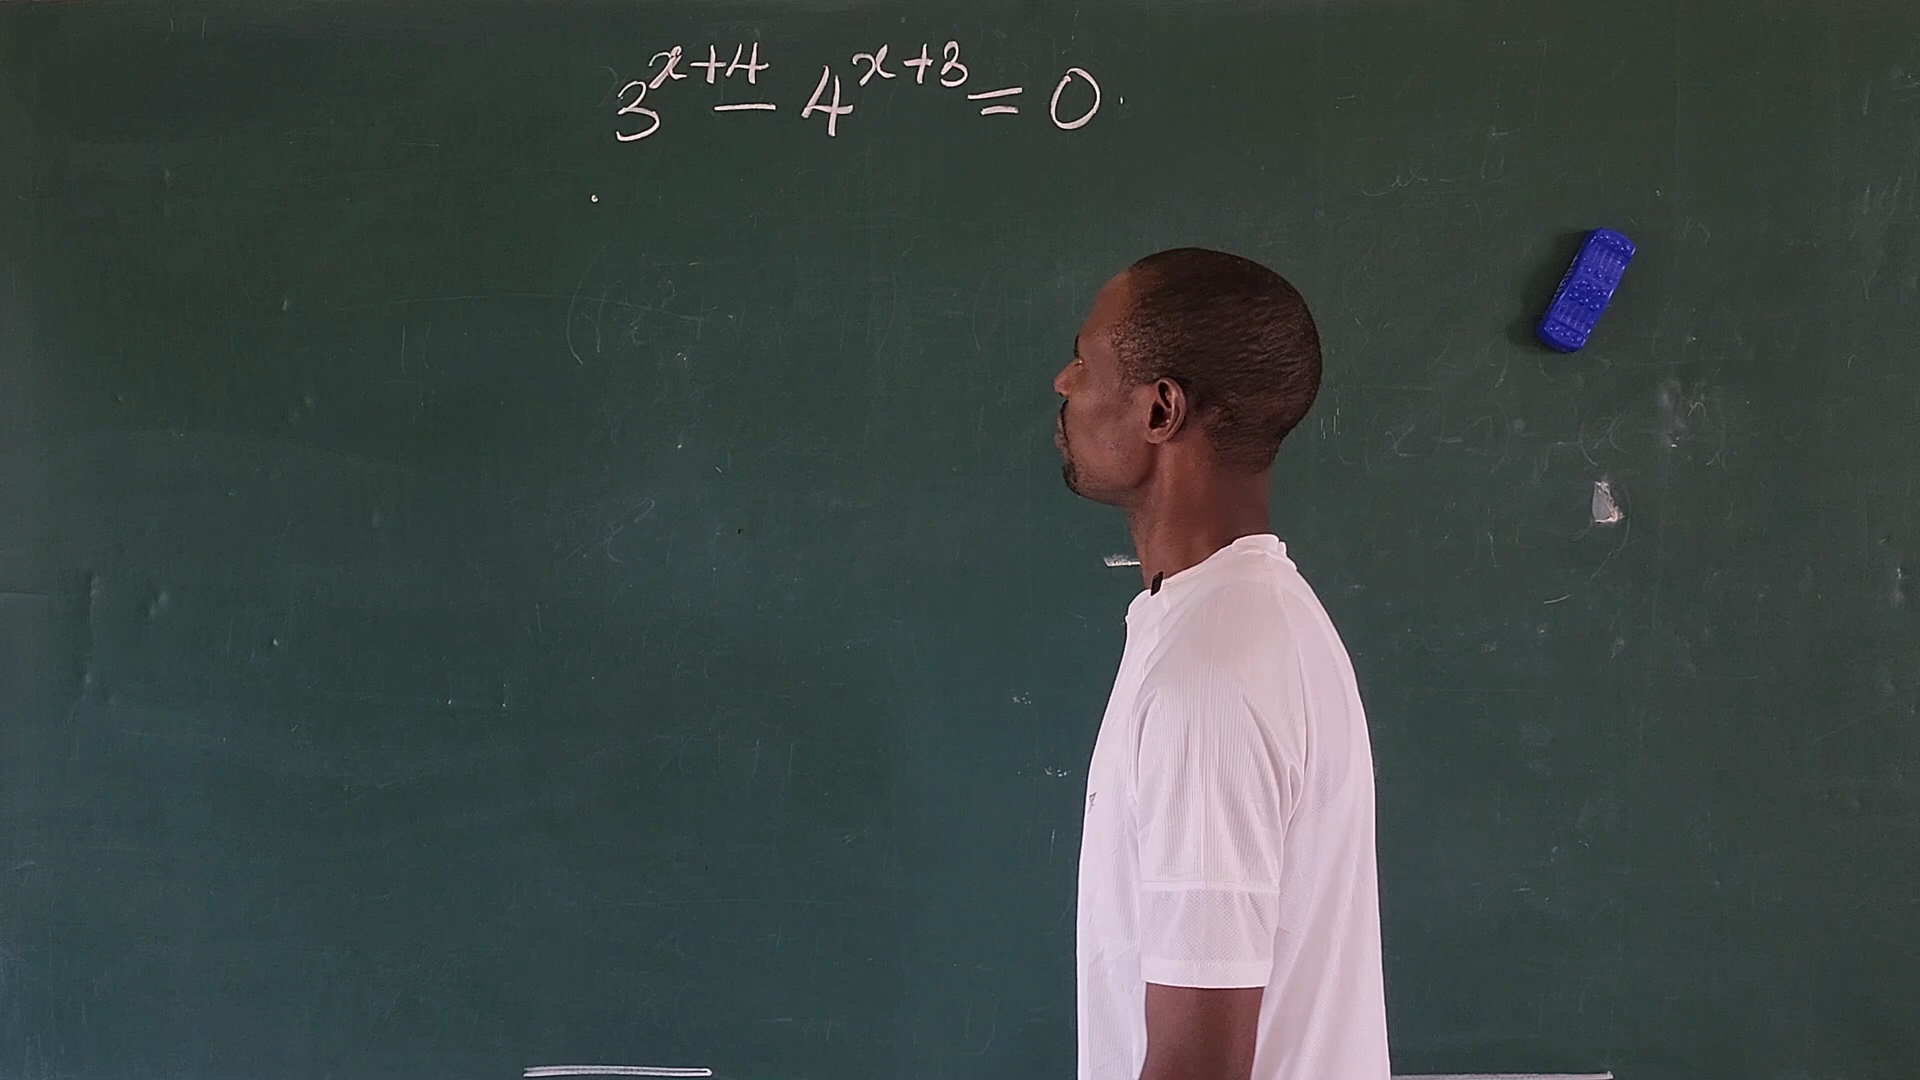 3^{x+4} - 4^{x+3} = 0.